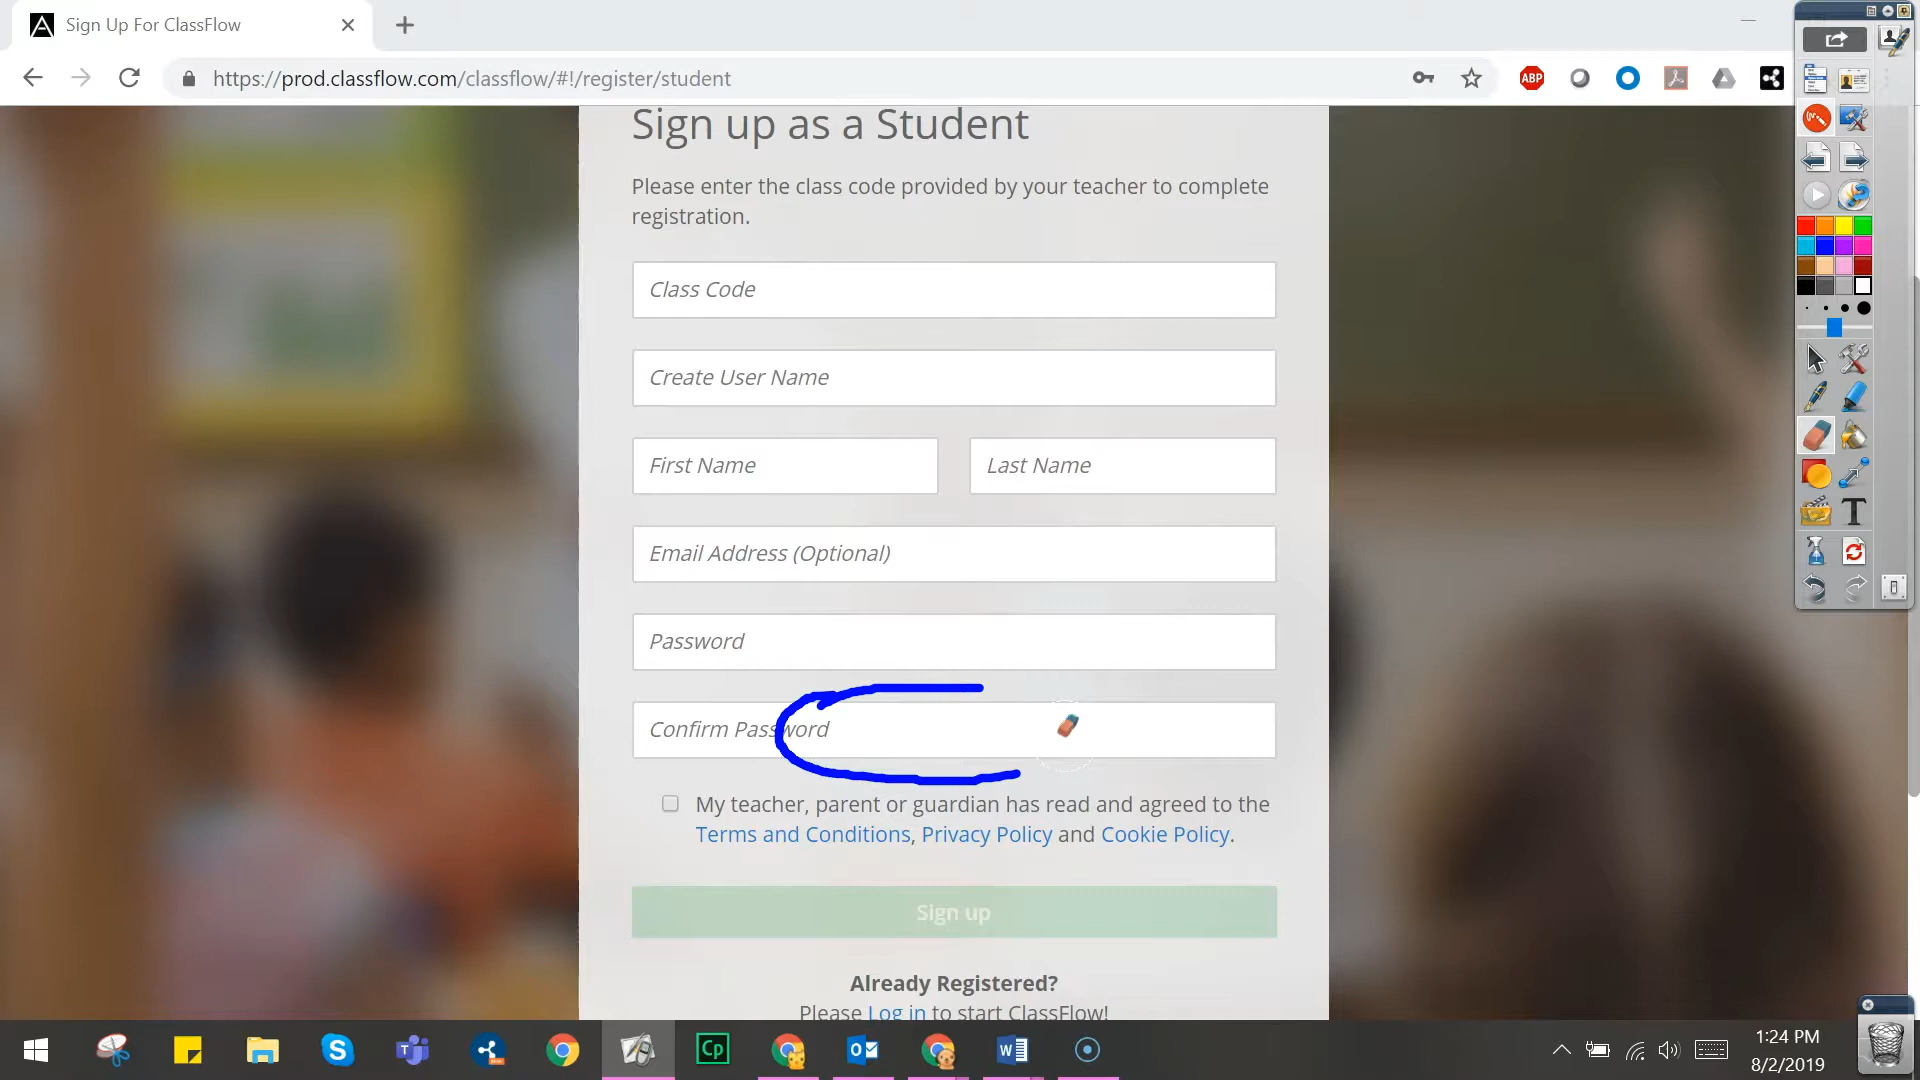 Sign Up For ClassFlow
https://prod.classflow.com/classflow/#!/register/student
ABP
Sign up as a Student
Please enter the class code provided by your teacher to complete
registration.
Class Code
Create User Name
First Name
Last Name
Email Address (Optional)
Password
Confirm Password
My teacher, parent or guardian has read and agreed to the
Terms and Conditions, Privacy Policy and Cookie Policy.
Sign up
Already Registered?
Please Log in to start ClassFlow!
T
Cp
1:24 PM
8/2/2019